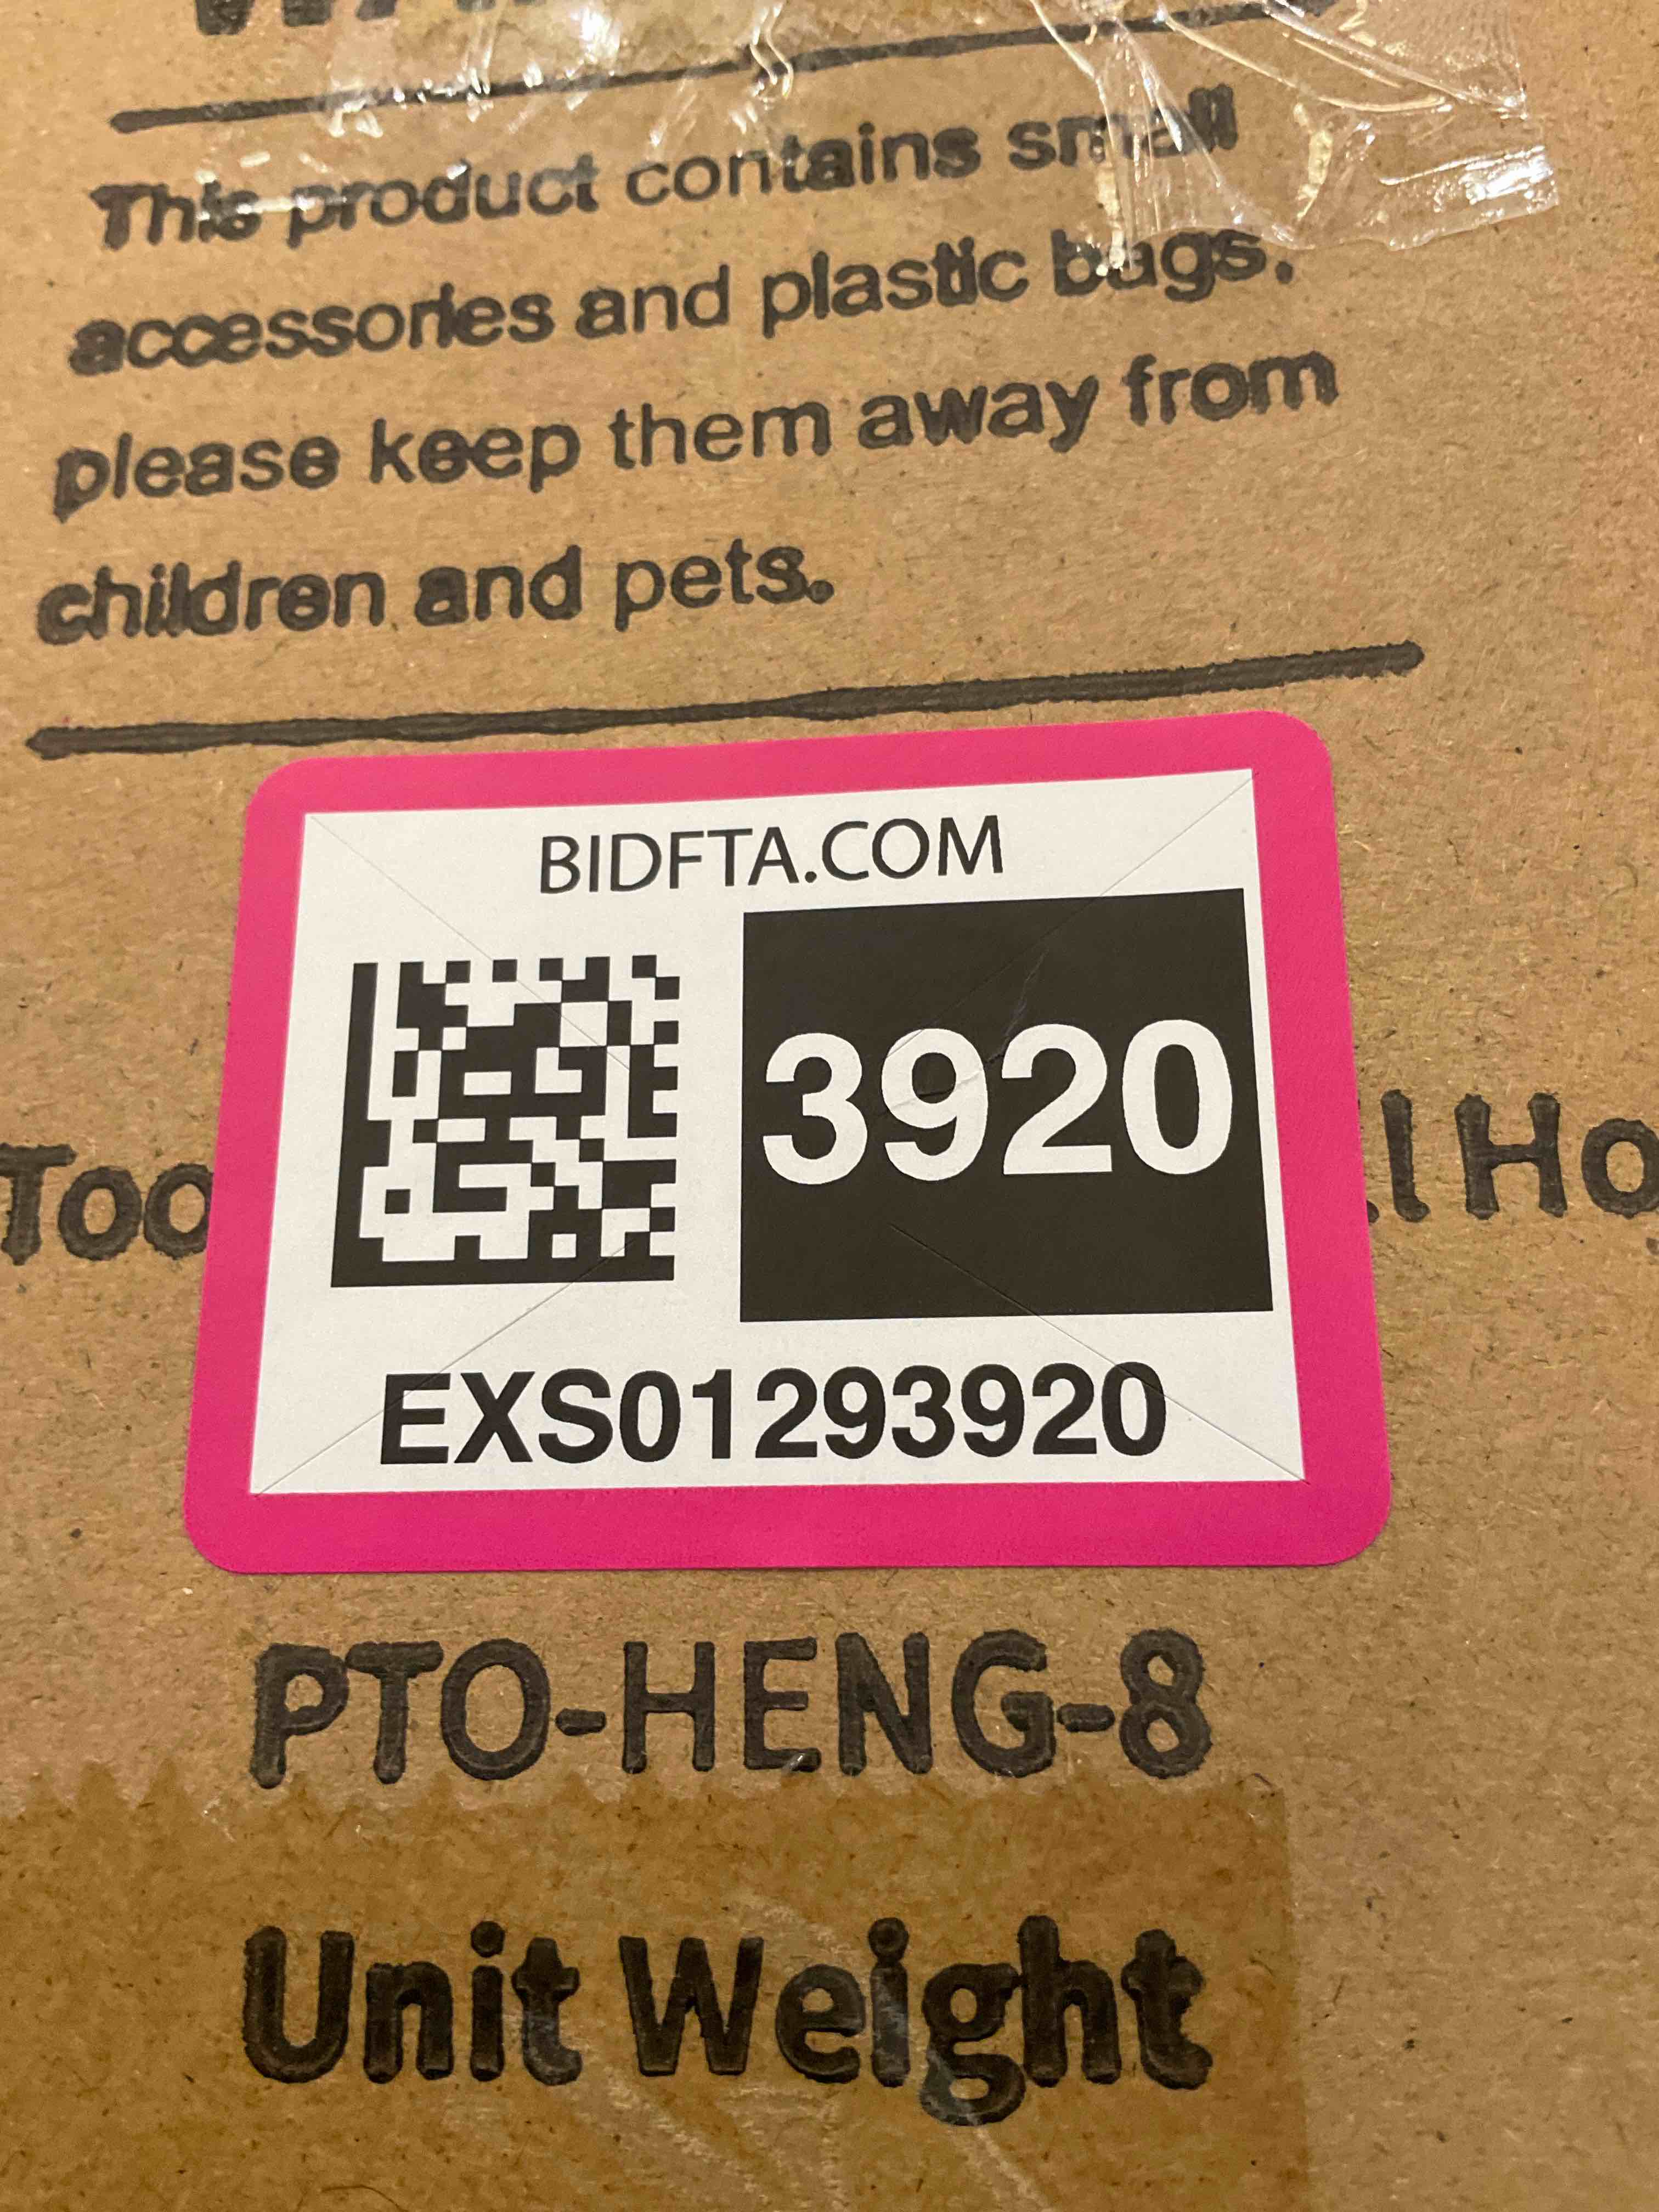 This product contains small
accessories and plastic bags,
please keep them away from
children and pets.
BIDFTA.COM
3920
EXS01293920
PTO-HENG-8
Unit Weight